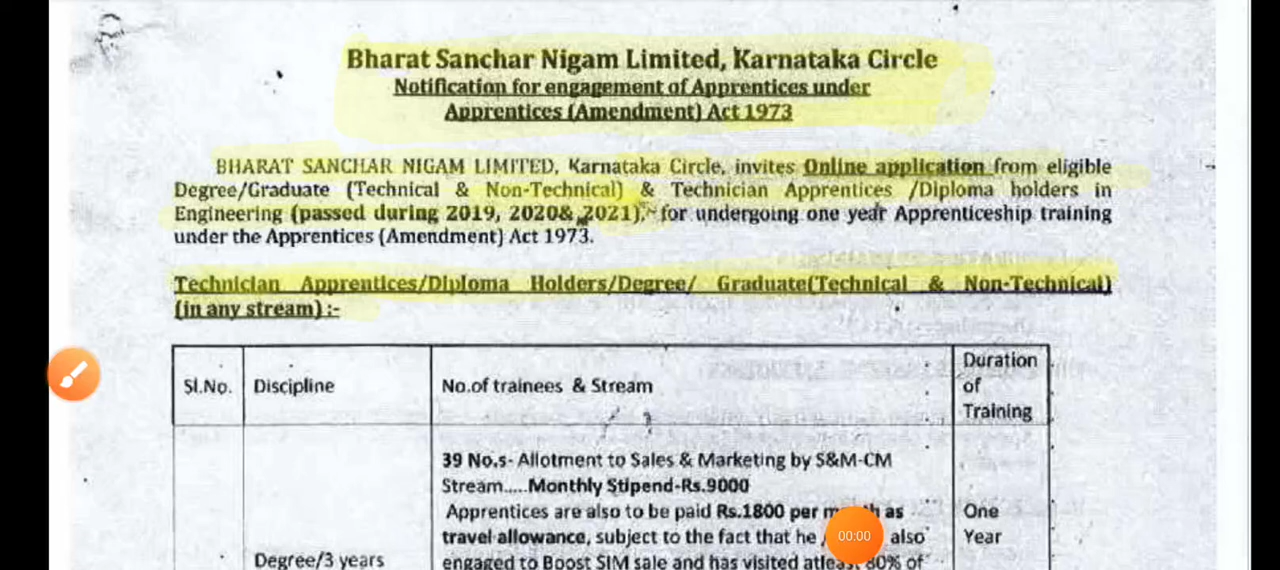 Bharat Sanchar Nigam Limited, Karnataka Circle
Notification for engagement of Apprentices under
Apprentices (Amendment) Act 1973
BHARAT SANCHAR NIGAM LIMITED, Karnataka Circle, invites Online application from eligible
Degree/Graduate (Technical & Non-Technical) & Technician Apprentices /Diploma holders in
Engineering (passed during 2019, 2020& 2021), for undergoing one year Apprenticeship training
under the Apprentices (Amendment) Act 1973.
Technician Apprentices/Diploma Holders/Degree/ Graduate(Technical & Non-Technical)
(in any stream) :-
Sl.No. Discipline No.of trainees & Stream Duration
of
Training
39 No.s- Allotment to Sales & Marketing by S&M-CM
Stream.....Monthly Stipend-Rs.9000
Apprentices are also to be paid Rs.1800 per as One
travel allowance, subject to the fact that he also Year
Degree/3 years engaged to Boost SIM sale and has visited atleast 80% of
00:00